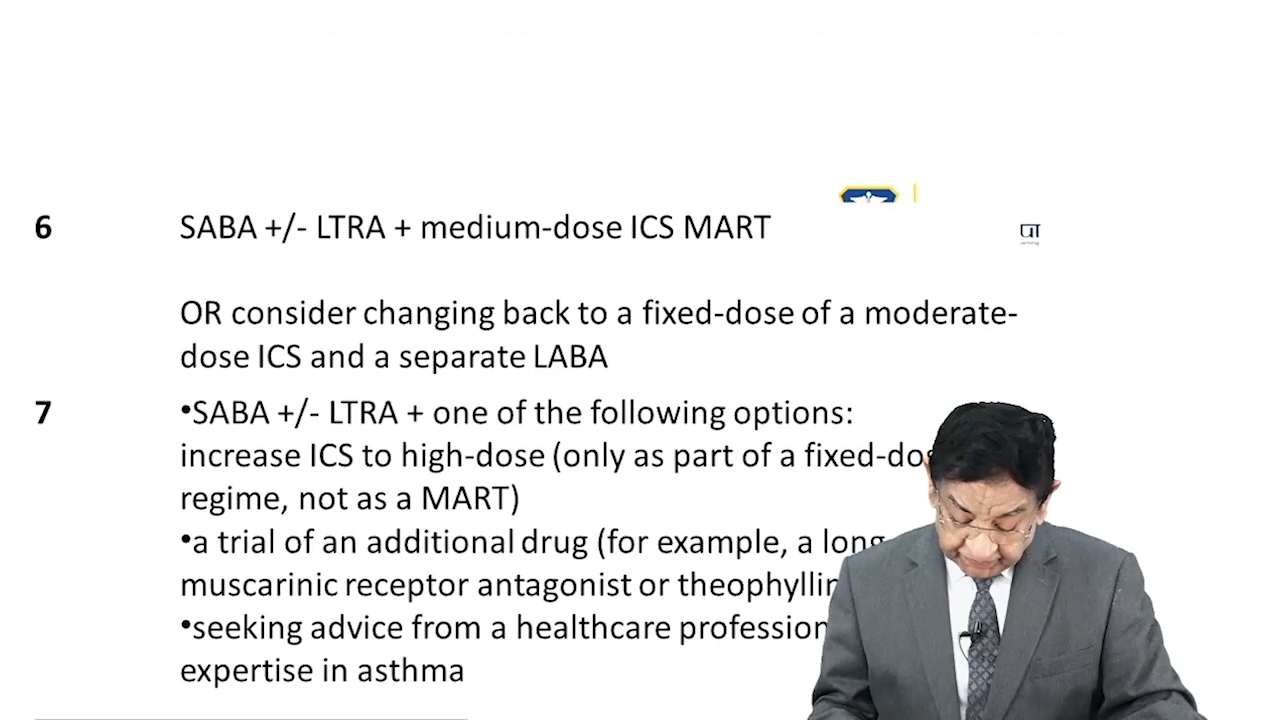 6 SABA +/- LTRA + medium-dose ICS MART
OR consider changing back to a fixed-dose of a moderate-
dose ICS and a separate LABA
7 •SABA +/- LTRA + one of the following options:
increase ICS to high-dose (only as part of a fixed-
regime, not as a MART)
•a trial of an additional drug (for example, a long
muscarinic receptor antagonist or
•seeking advice from a healthcare
expertise in asthma